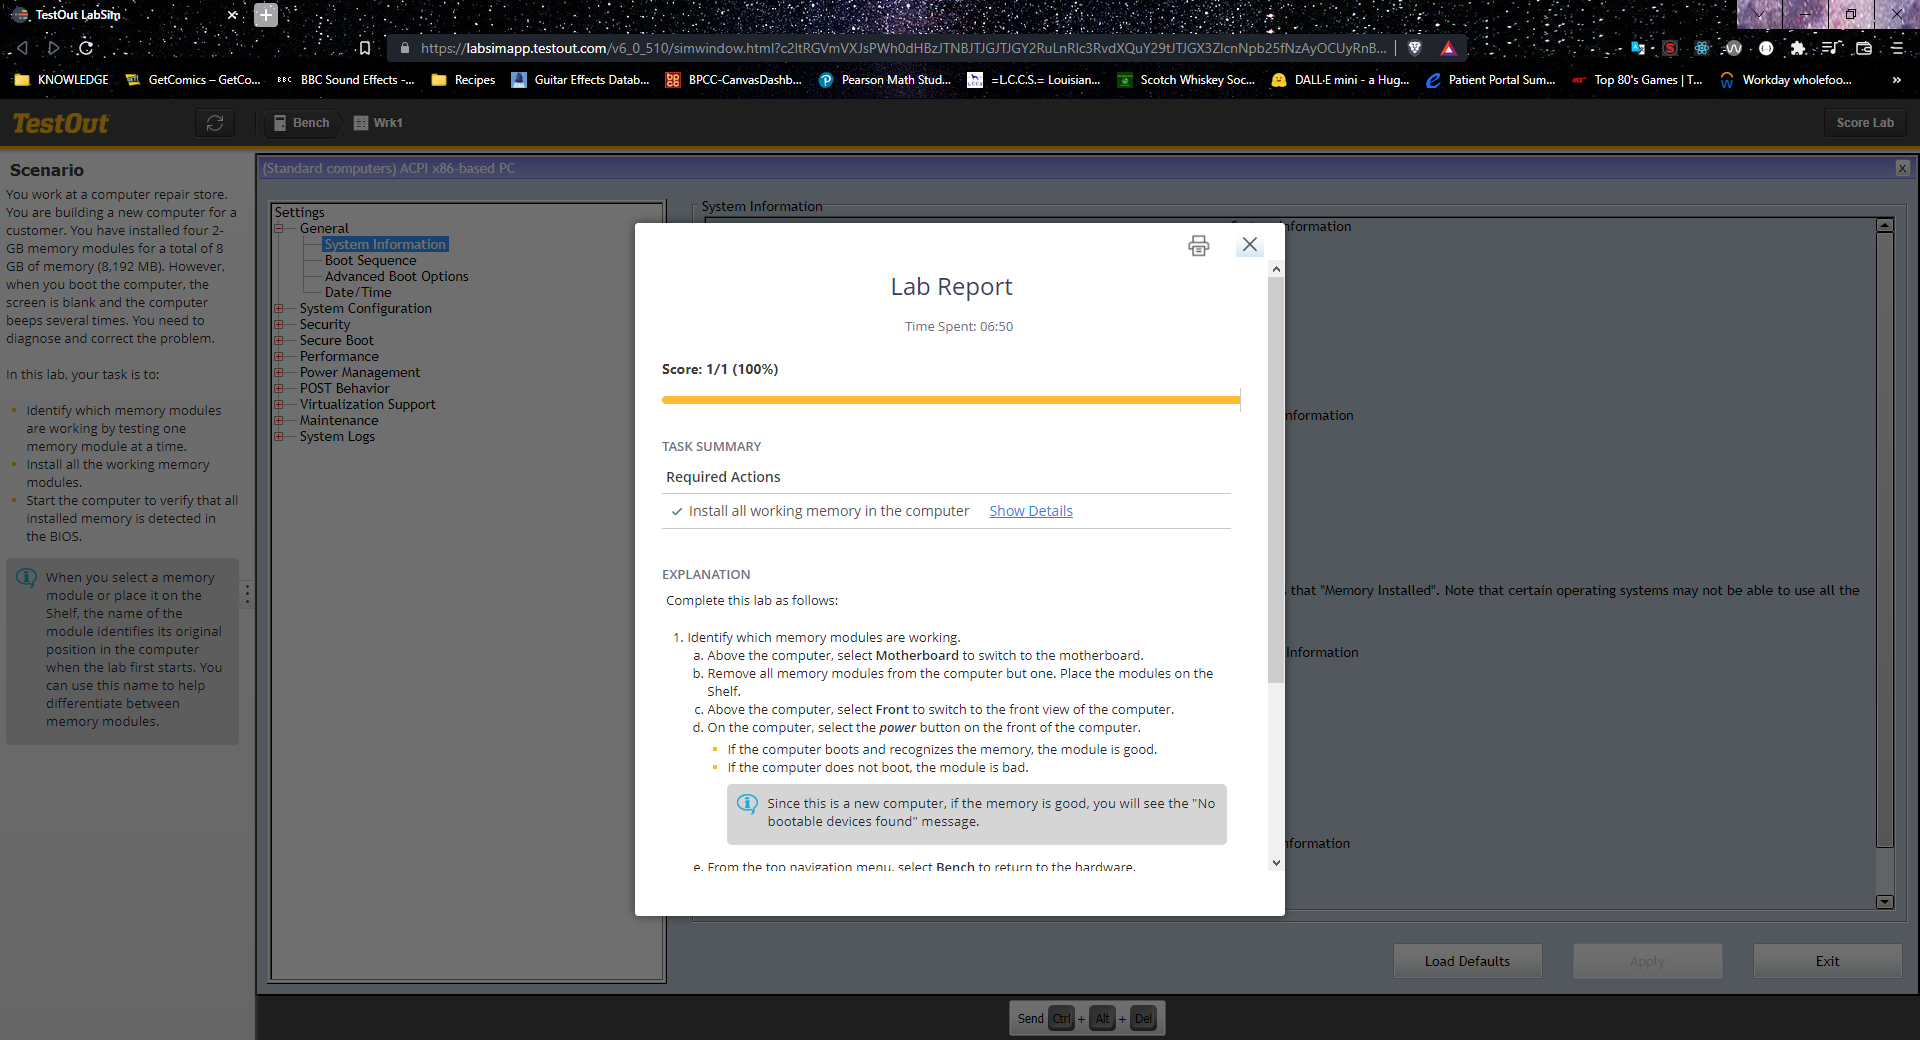 TestOut LabSim
https://labsimapp.testout.com/v6_0_510/simwindow.html?c2ltRGVmVXJsPWh0dHBzJTNBJTJGJTJGY2RuLnRlc3RvdXQuY29tJTJGX3ZlcnNpb25fNzAyOCUyRnB...
KNOWLEDGE
GetComics – GetCo...
BBC BBC Sound Effects -...
Recipes
Guitar Effects Datab...
BPCC-CanvasDashb...
Pearson Math Stud...
=L.C.C.S.= Louisian...
Scotch Whiskey Soc...
DALL·E mini - a Hug...
Patient Portal Sum...
Top 80's Games | T...
Workday wholefoo...
»
TestOut
Bench
Wrk1
Score Lab
Scenario
You work at a computer repair store.
You are building a new computer for a
customer. You have installed four 2-
GB memory modules for a total of 8
GB of memory (8,192 MB). However,
when you boot the computer, the
screen is blank and the computer
beeps several times. You need to
diagnose and correct the problem.
In this lab, your task is to:
Identify which memory modules
are working by testing one
memory module at a time.
Install all the working memory
modules.
Start the computer to verify that all
installed memory is detected in
the BIOS.
When you select a memory
module or place it on the
Shelf, the name of the
module identifies its original
position in the computer
when the lab first starts. You
can use this name to help
differentiate between
memory modules.
(Standard computers) ACPI x86-based PC
Settings
General
System Information
Boot Sequence
Advanced Boot Options
Date/Time
System Configuration
Security
Secure Boot
Performance
Power Management
POST Behavior
Virtualization Support
Maintenance
System Logs
System Information
nformation
nformation
that "Memory Installed". Note that certain operating systems may not be able to use all the
Information
formation
Lab Report
Time Spent: 06:50
Score: 1/1 (100%)
TASK SUMMARY
Required Actions
✓ Install all working memory in the computer Show Details
EXPLANATION
Complete this lab as follows:
1. Identify which memory modules are working.
a. Above the computer, select Motherboard to switch to the motherboard.
b. Remove all memory modules from the computer but one. Place the modules on the
Shelf.
c. Above the computer, select Front to switch to the front view of the computer.
d. On the computer, select the power button on the front of the computer.
If the computer boots and recognizes the memory, the module is good.
If the computer does not boot, the module is bad.
Since this is a new computer, if the memory is good, you will see the "No
bootable devices found" message.
e. From the top navigation menu, select Bench to return to the hardware.
Load Defaults
Apply
Exit
Send Ctrl + Alt + Del